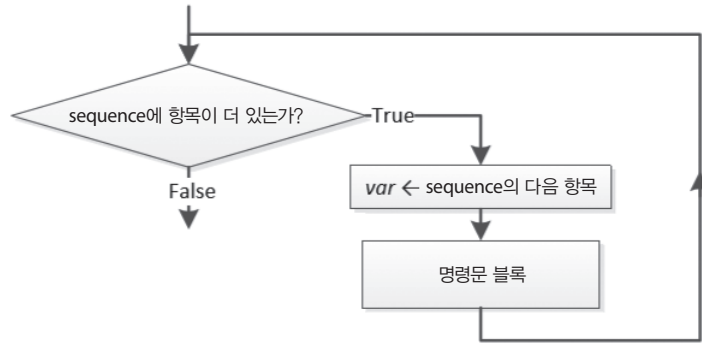 sequence에 항목이 더 있는가?
True
False
var ← sequence의 다음 항목
명령문 블록